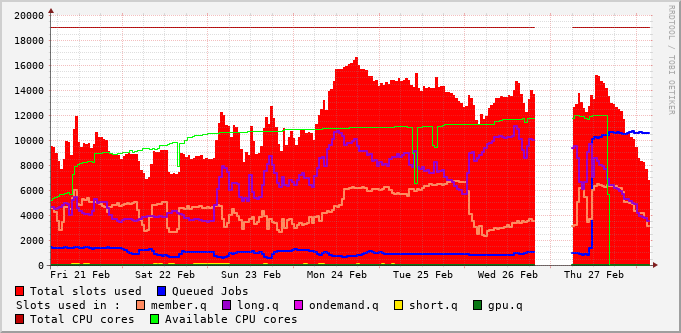 RRDTOOL / TOBI OETIKER
20000
18000
16000
14000
12000
10000
8000
6000
4000
2000
0
Fri 21 Feb Sat 22 Feb Sun 23 Feb Mon 24 Feb Tue 25 Feb Wed 26 Feb Thu 27 Feb
Total slots used Queued Jobs
Slots used in : member.q long.q ondemand.q short.q gpu.q
Total CPU cores Available CPU cores